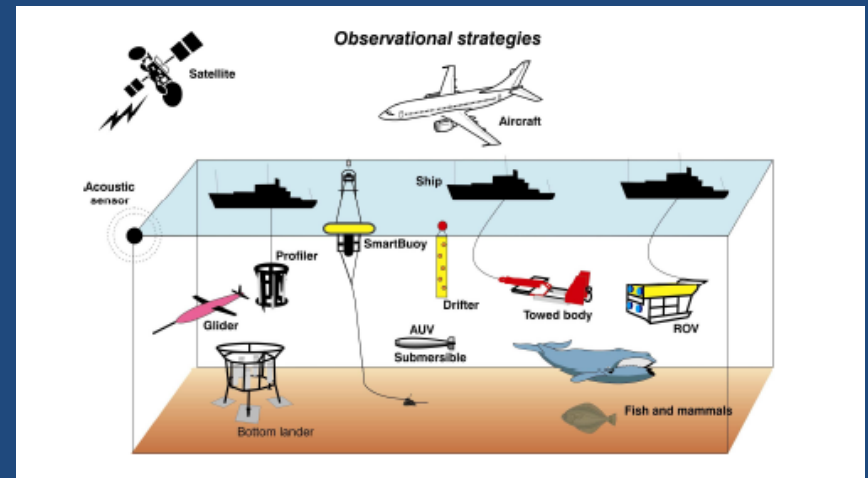 Observational strategies
Satellite
Aircraft
Acoustic
sensor
Ship
SmartBuoy
Profiler
Glider
Drifter
Towed body
ROV
AUV
Submersible
Fish and mammals
Bottom lander